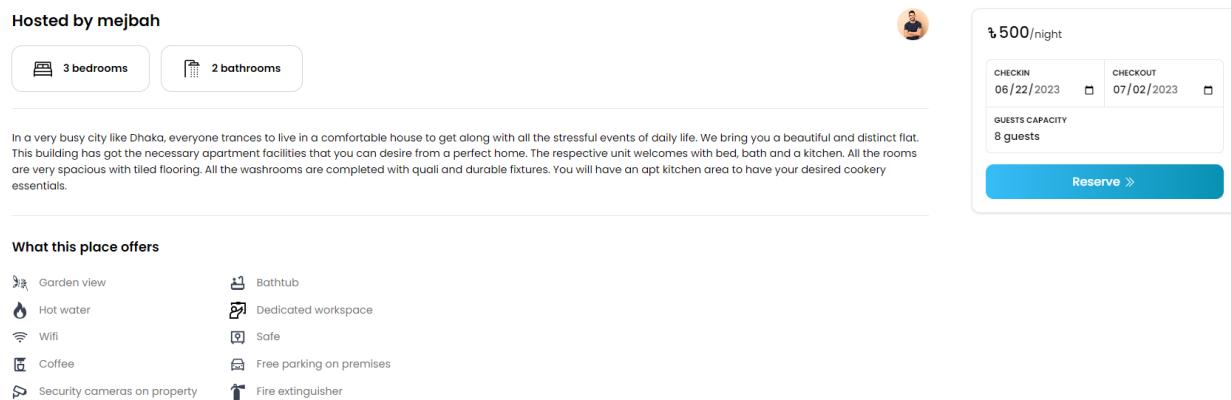 Hosted by mejbah
3 bedrooms
2 bathrooms
In a very busy city like Dhaka, everyone trances to live in a comfortable house to get along with all the stressful events of daily life. We bring you a beautiful and distinct flat.
This building has got the necessary apartment facilities that you can desire from a perfect home. The respective unit welcomes with bed, bath and a kitchen. All the rooms
are very spacious with tiled flooring. All the washrooms are completed with quali and durable fixtures. You will have an apt kitchen area to have your desired cookery
essentials.
What this place offers
Garden view
Bathtub
Hot water
Dedicated workspace
Wifi
Safe
Coffee
Free parking on premises
Security cameras on property
Fire extinguisher
৳500/night
CHECKIN
06/22/2023
CHECKOUT
07/02/2023
GUESTS CAPACITY
8 guests
Reserve